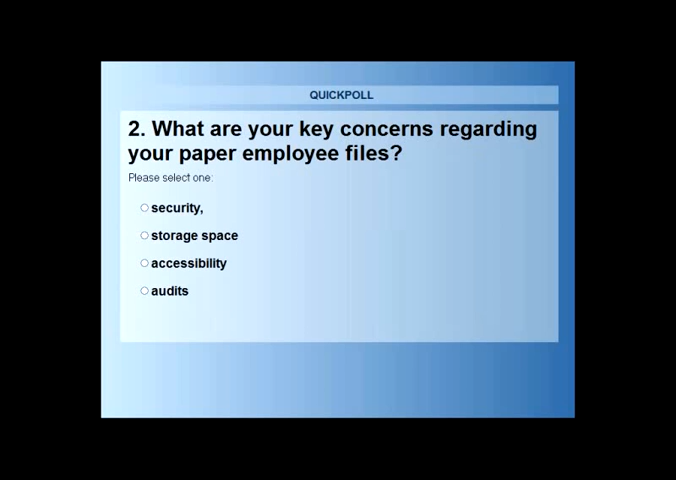 QUICKPOLL
2. What are your key concerns regarding
your paper employee files?
Please select one:
security,
storage space
accessibility
audits